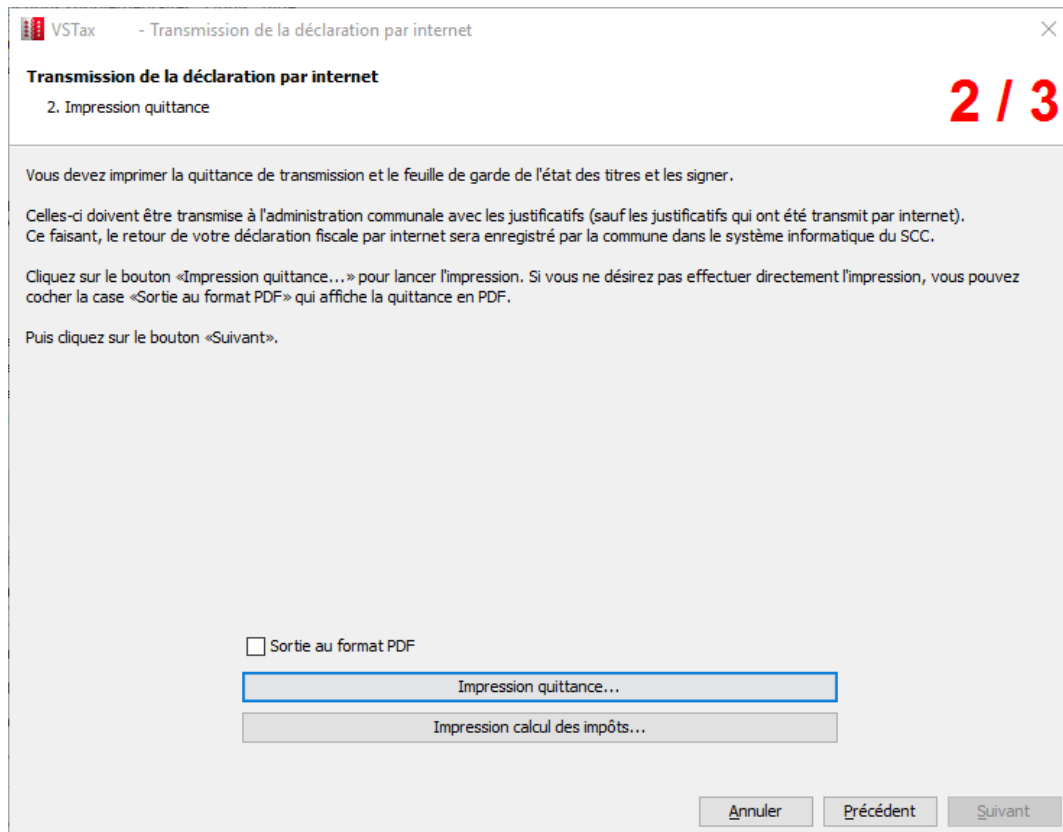 VSTax - Transmission de la déclaration par internet
Transmission de la déclaration par internet
2. Impression quittance
2 / 3
Vous devez imprimer la quittance de transmission et le feuille de garde de l'état des titres et les signer.
Celles-ci doivent être transmise à l'administration communale avec les justificatifs (sauf les justificatifs qui ont été transmit par internet).
Ce faisant, le retour de votre déclaration fiscale par internet sera enregistré par la commune dans le système informatique du SCC.
Cliquez sur le bouton «Impression quittance...» pour lancer l'impression. Si vous ne désirez pas effectuer directement l'impression, vous pouvez
cocher la case «Sortie au format PDF» qui affiche la quittance en PDF.
Puis cliquez sur le bouton «Suivant».
Sortie au format PDF
Impression quittance...
Impression calcul des impôts...
Annuler Précédent Suivant